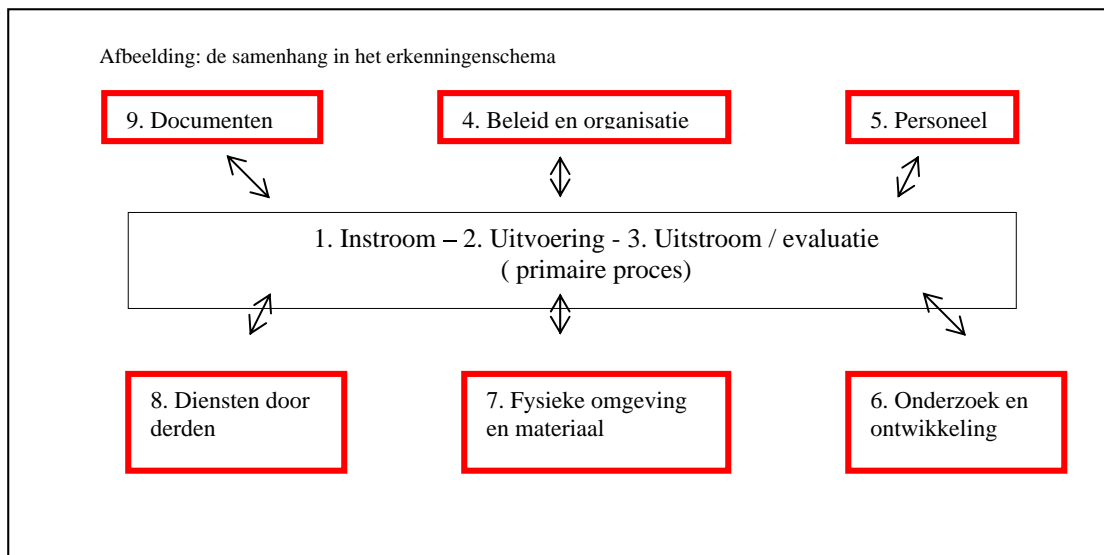 Afbeelding: de samenhang in het erkenningenschema
9. Documenten
4. Beleid en organisatie
5. Personeel
1. Instroom – 2. Uitvoering - 3. Uitstroom / evaluatie
( primaire proces)
8. Diensten door
derden
7. Fysieke omgeving
en materiaal
6. Onderzoek en
ontwikkeling